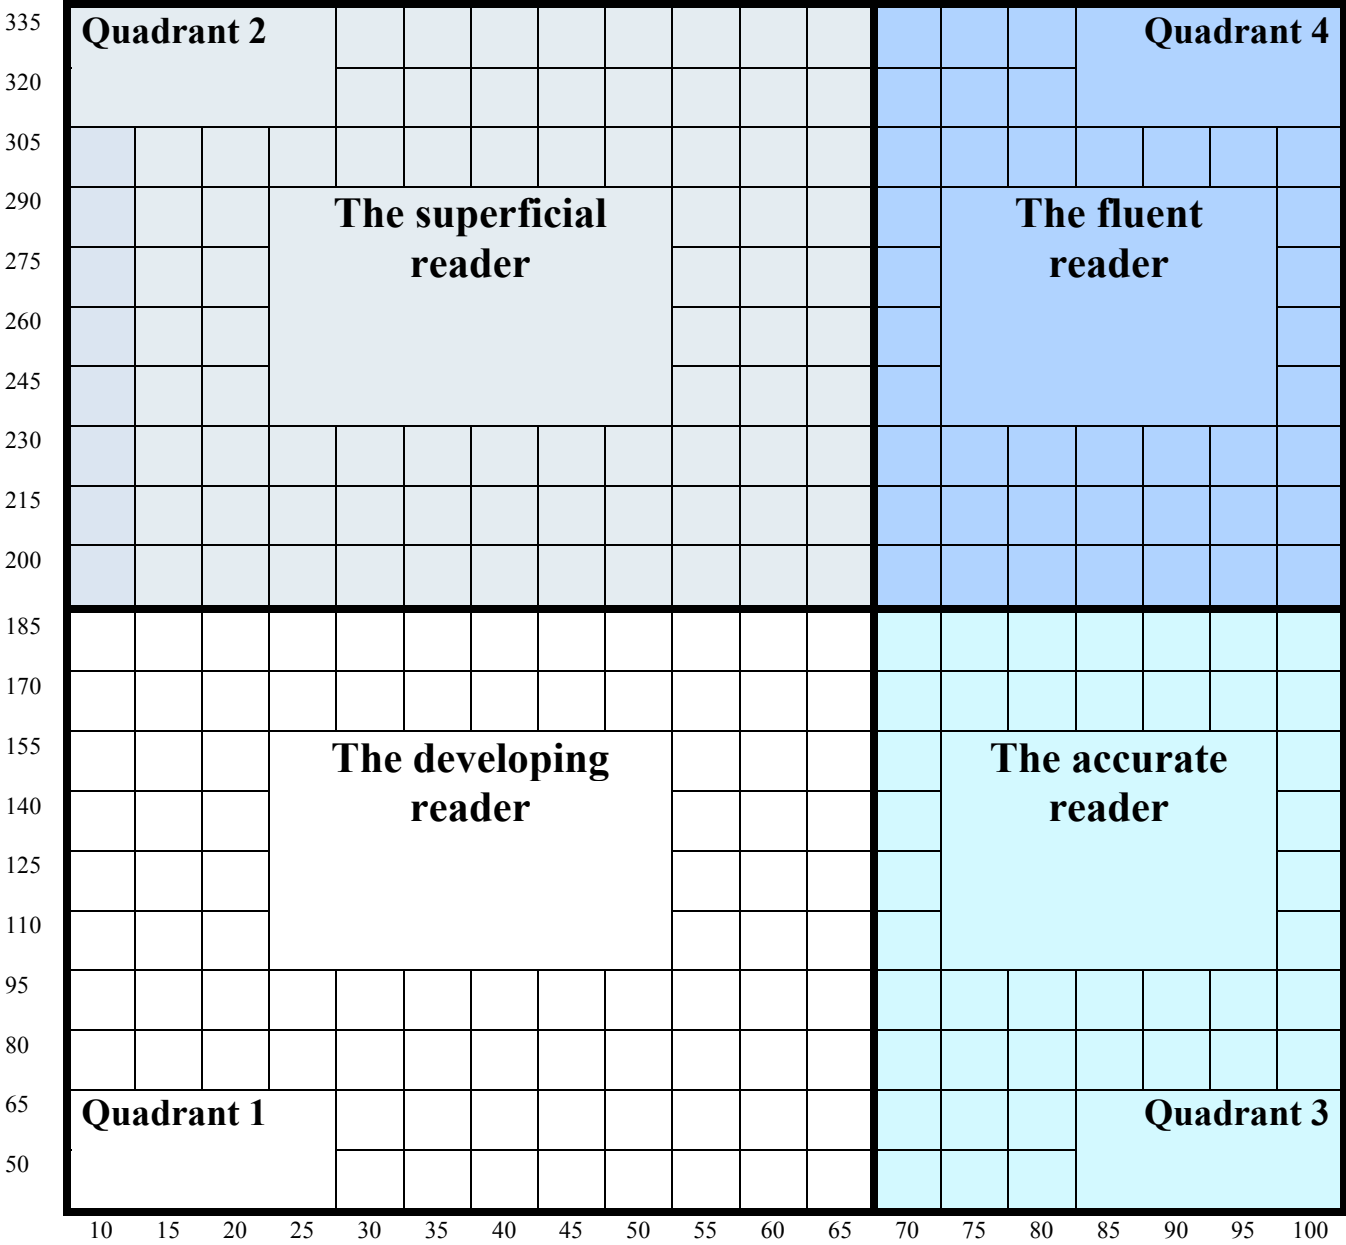 335
Quadrant 2
Quadrant 4
320
305
290
The superficial
reader
The fluent
reader
275
260
245
230
215
200
185
170
155
The developing
reader
The accurate
reader
140
125
110
95
80
65
Quadrant 1
Quadrant 3
50
10 15 20 25 30 35 40 45 50 55 60 65 70 75 80 85 90 95 100